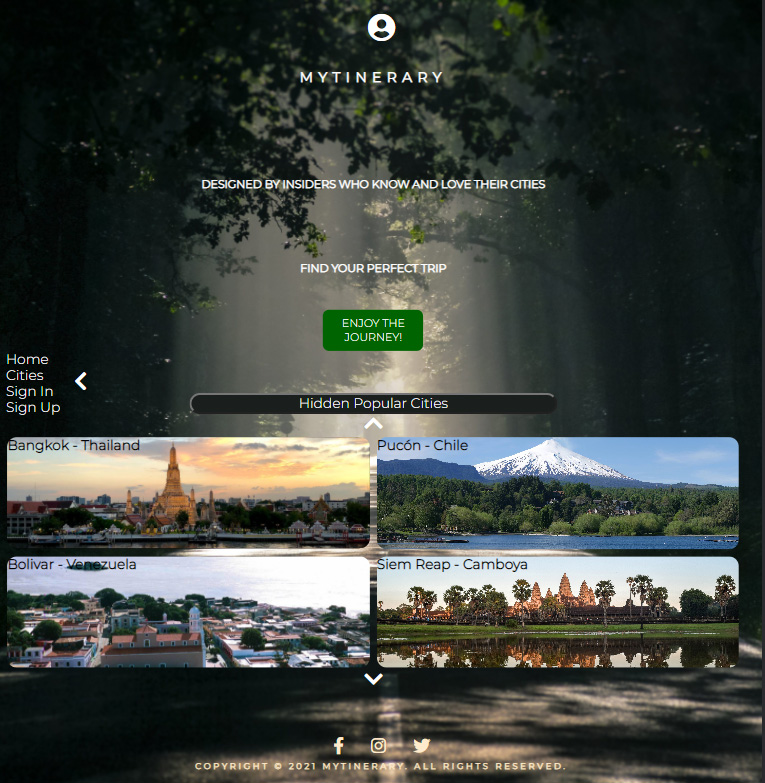 MYTINERARY
DESIGNED BY INSIDERS WHO KNOW AND LOVE THEIR CITIES
FIND YOUR PERFECT TRIP
ENJOY THE
JOURNEY!
Home
Cities
Sign In
Sign Up
Hidden Popular Cities
Bangkok - Thailand
Pucón - Chile
Bolivar - Venezuela
Siem Reap - Camboya
COPYRIGHT © 2021 MYTINERARY. ALL RIGHTS RESERVED.